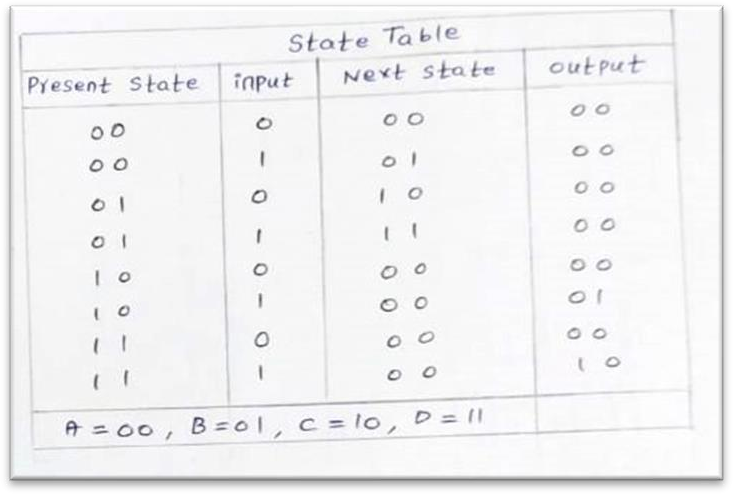 State Table
Present State input Next state output
00 0 00 00
00 1 01 00
01 0 10 00
01 1 11 00
10 0 00 00
10 1 00 01
11 0 00 00
11 1 00 10
A = 00, B = 01, C = 10, D = 11